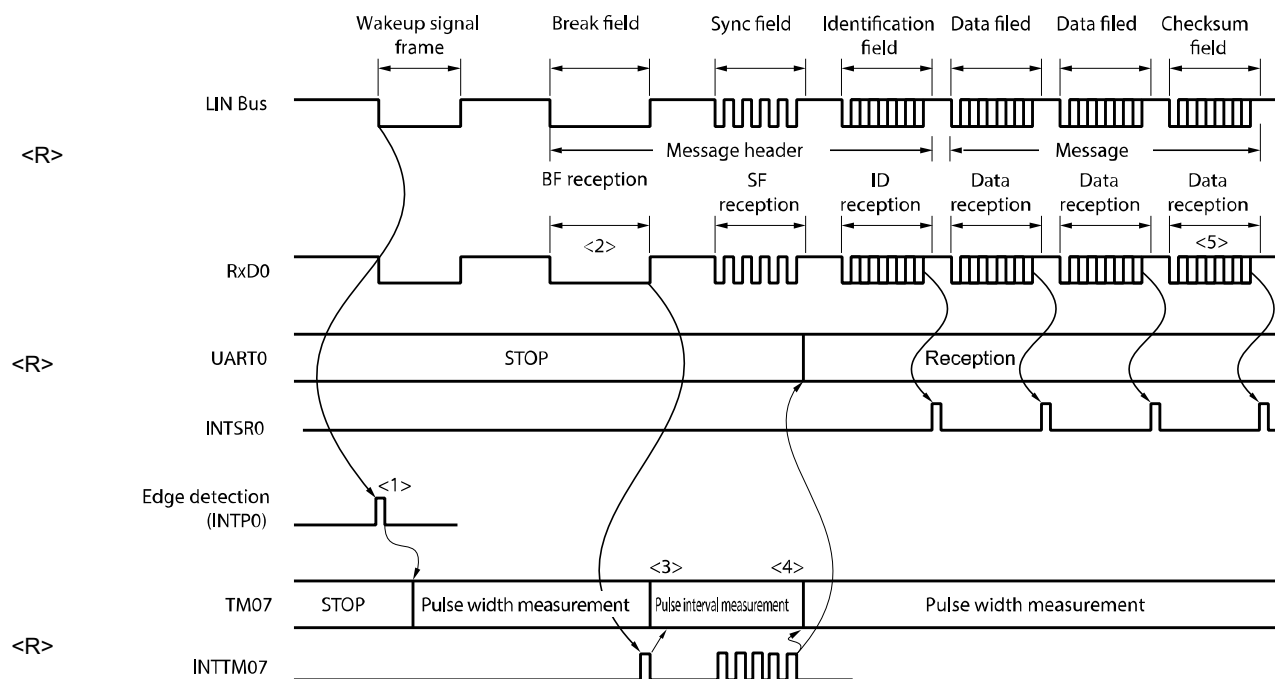 Wakeup signal
frame
Break field
Sync field
Identification
field
Data filed
Data filed
Checksum
field
LIN Bus
<R>
Message header
Message
BF reception
SF
reception
ID
reception
Data
reception
Data
reception
Data
reception
<2>
<5>
RxD0
<R>
UART0
STOP
Reception
INTSR0
Edge detection
(INTP0)
<1>
<3>
<4>
TM07
STOP
Pulse width measurement
Pulse interval measurement
Pulse width measurement
<R>
INTTM07